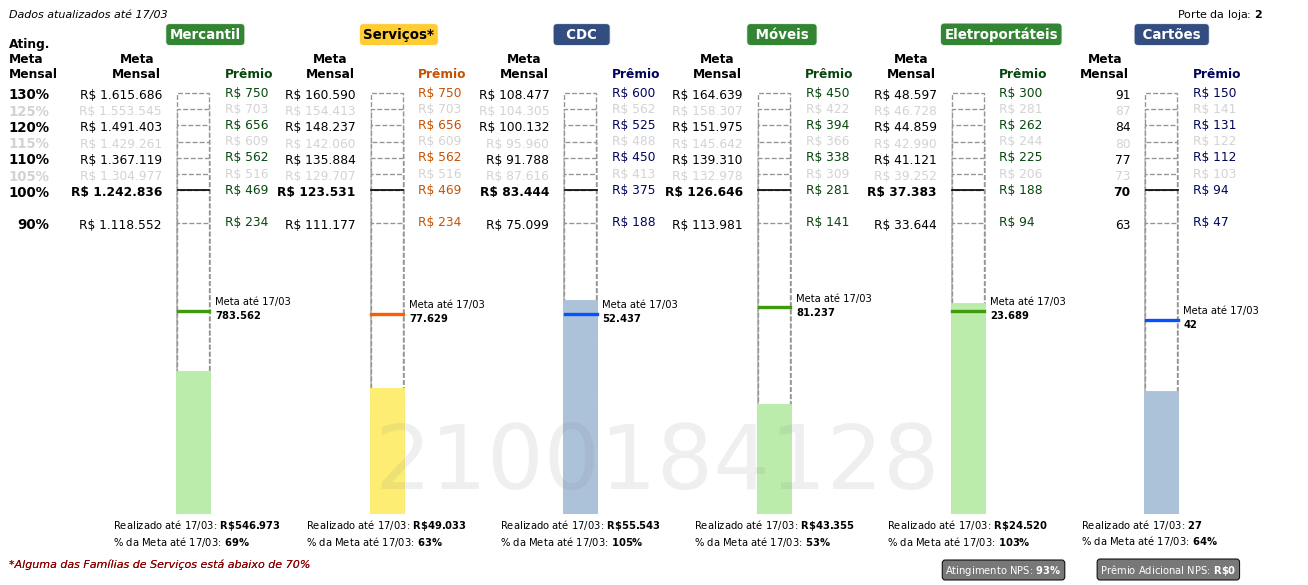 Dados atualizados até 17/03
Porte da loja: 2
Mercantil Serviços* CDC Móveis Eletroportáteis Cartões
Ating.
Meta Meta Meta Meta Meta Meta Meta
Mensal Mensal Prêmio Mensal Prêmio Mensal Prêmio Mensal Prêmio Mensal Prêmio Mensal Prêmio
130% R$ 1.615.686 R$ 750 R$ 160.590 R$ 750 R$ 108.477 R$ 600 R$ 164.639 R$ 450 R$ 48.597 R$ 300 91 R$ 150
125% R$ 1.553.545 R$ 703 R$ 154.413 R$ 703 R$ 104.305 R$ 562 R$ 158.307 R$ 422 R$ 46.728 R$ 281 87 R$ 141
120% R$ 1.491.403 R$ 656 R$ 148.237 R$ 656 R$ 100.132 R$ 525 R$ 151.975 R$ 394 R$ 44.859 R$ 262 84 R$ 131
115% R$ 1.429.261 R$ 609 R$ 142.060 R$ 609 R$ 95.960 R$ 488 R$ 145.642 R$ 366 R$ 42.990 R$ 244 80 R$ 122
110% R$ 1.367.119 R$ 562 R$ 135.884 R$ 562 R$ 91.788 R$ 450 R$ 139.310 R$ 338 R$ 41.121 R$ 225 77 R$ 112
105% R$ 1.304.977 R$ 516 R$ 129.707 R$ 516 R$ 87.616 R$ 413 R$ 132.978 R$ 309 R$ 39.252 R$ 206 73 R$ 103
100% R$ 1.242.836 R$ 469 R$ 123.531 R$ 469 R$ 83.444 R$ 375 R$ 126.646 R$ 281 R$ 37.383 R$ 188 70 R$ 94
90% R$ 1.118.552 R$ 234 R$ 111.177 R$ 234 R$ 75.099 R$ 188 R$ 113.981 R$ 141 R$ 33.644 R$ 94 63 R$ 47
Meta até 17/03 Meta até 17/03 Meta até 17/03 Meta até 17/03 Meta até 17/03 Meta até 17/03
783.562 77.629 52.437 81.237 23.689 42
2100184128
Realizado até 17/03: R$546.973 Realizado até 17/03: R$49.033 Realizado até 17/03: R$55.543 Realizado até 17/03: R$43.355 Realizado até 17/03: R$24.520 Realizado até 17/03: 27
% da Meta até 17/03: 69% % da Meta até 17/03: 63% % da Meta até 17/03: 105% % da Meta até 17/03: 53% % da Meta até 17/03: 103% % da Meta até 17/03: 64%
*Alguma das Famílias de Serviços está abaixo de 70%
Atingimento NPS: 93% Prêmio Adicional NPS: R$0